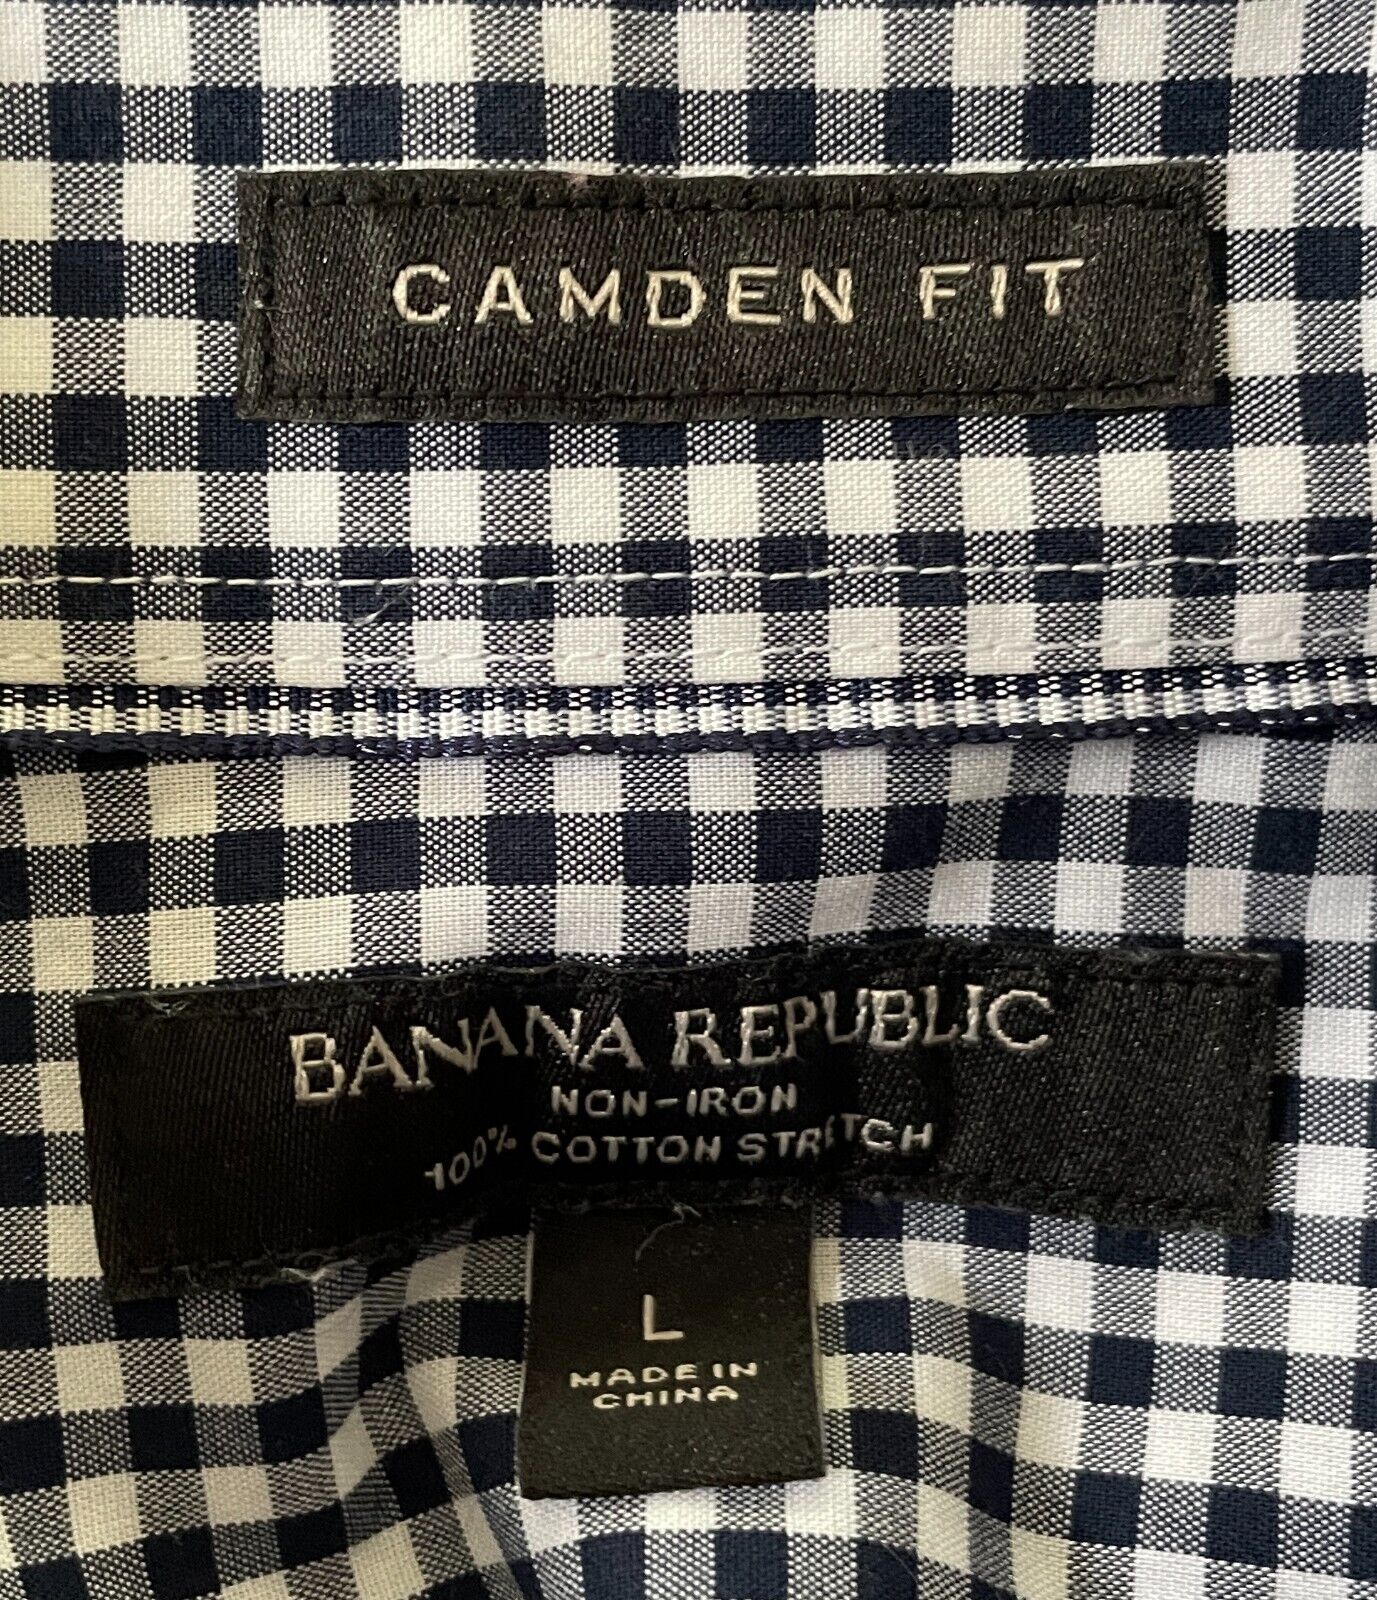 CAMDEN FIT
BANANA REPUBLIC
NON-IRON
100% COTTON STRETCH
L
MADE IN
CHINA